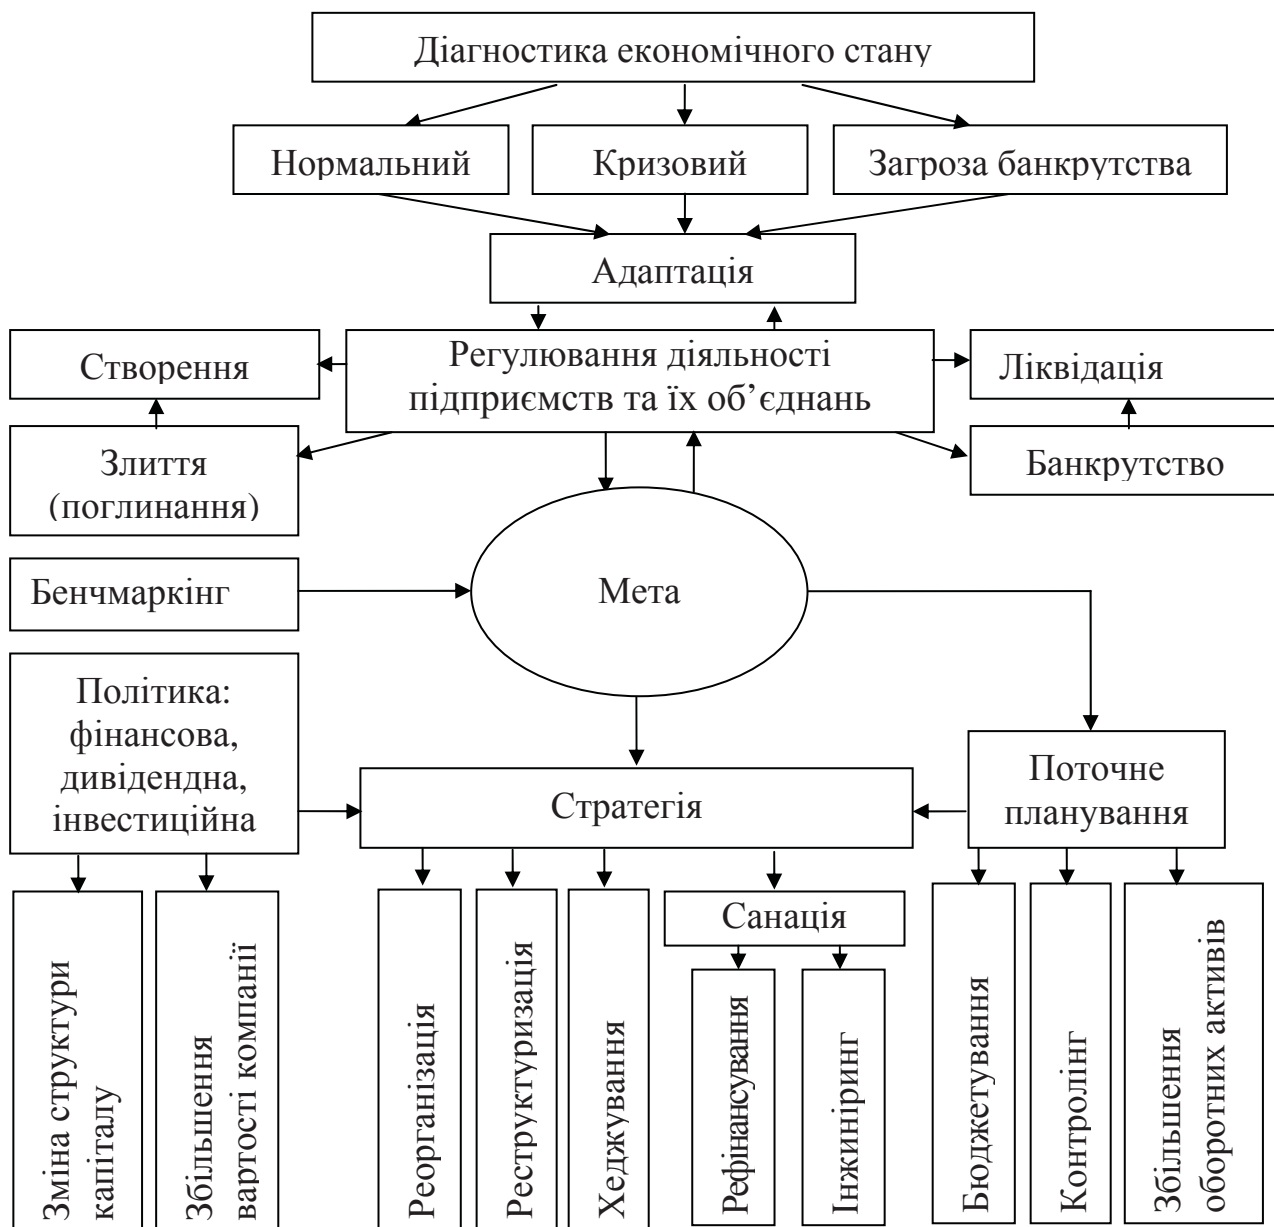 Діагностика економічного стану
Нормальний
Кризовий
Загроза банкрутства
Адаптація
Створення
Регулювання діяльності
підприємств та їх об’єднань
Ліквідація
Злиття
(поглинання)
Банкрутство
Бенчмаркінг
Мета
Політика:
фінансова,
дивідендна,
інвестиційна
Стратегія
Поточне
планування
Зміна структури
капіталу
Збільшення
вартості компанії
Реорганізація
Реструктуризація
Хеджування
Санація
Рефінансування
Інжиніринг
Бюджетування
Контролінг
Збільшення
оборотних активів